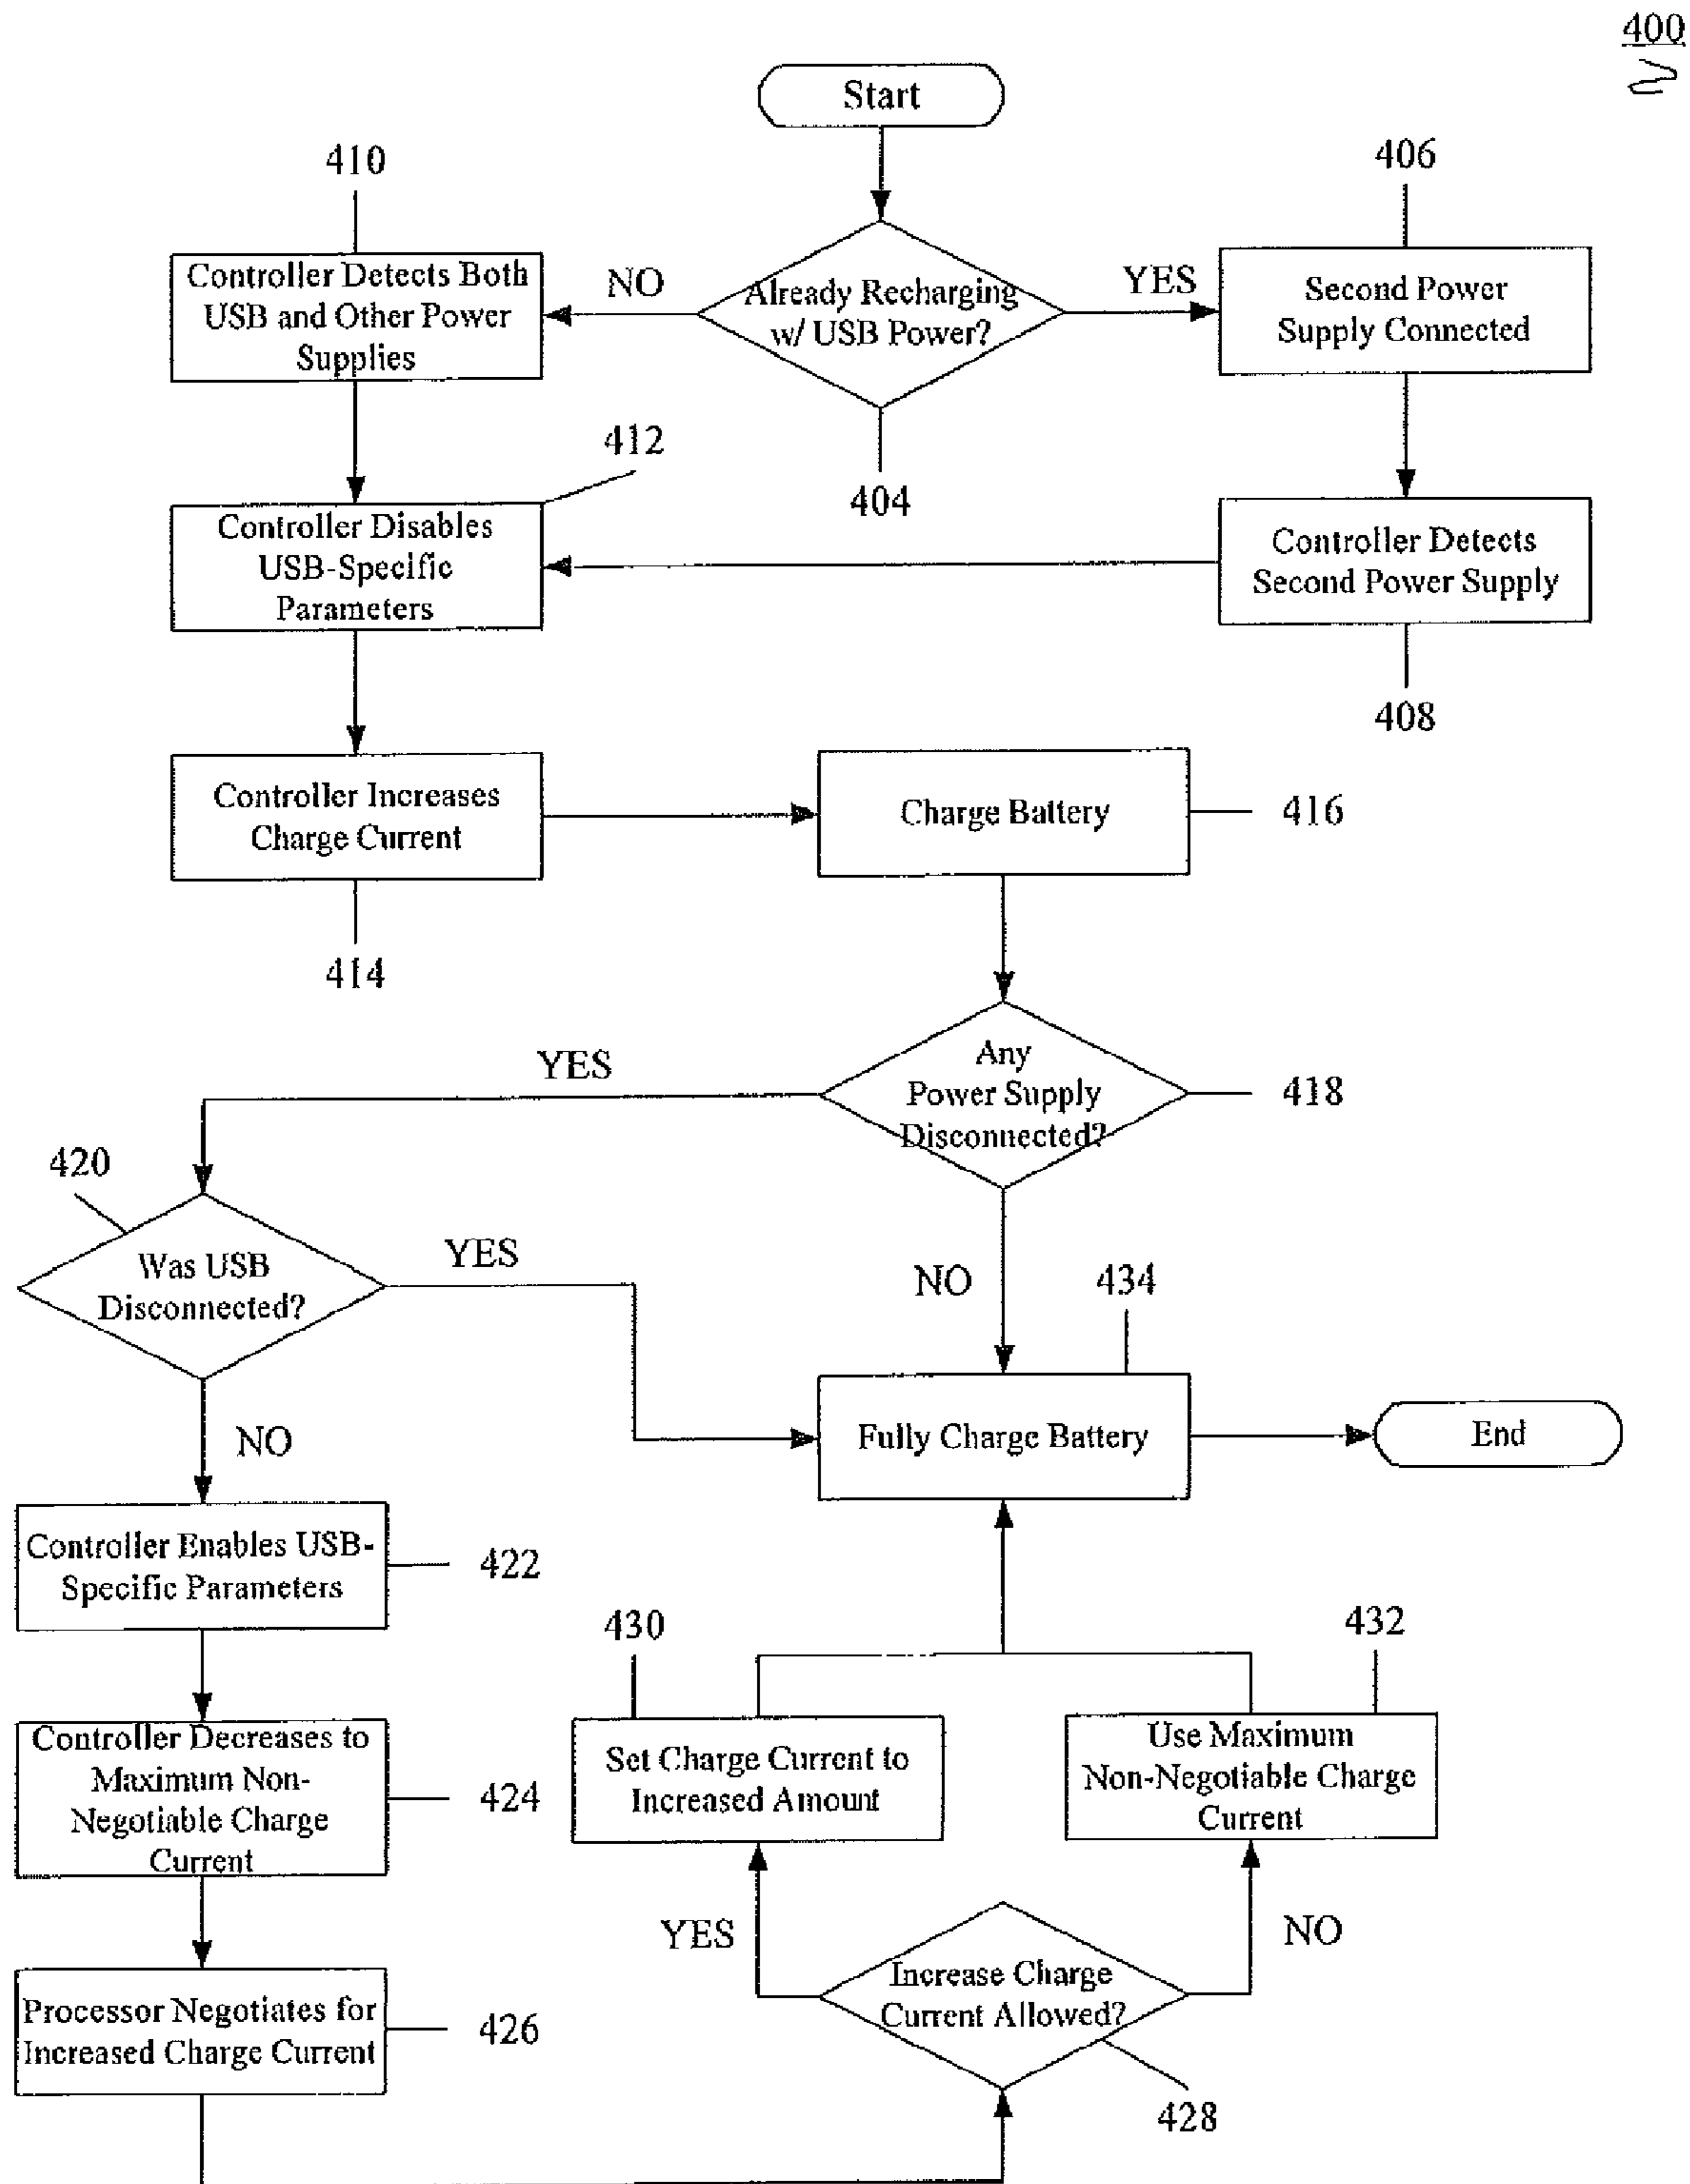 400
Start
410
406
Controller Detects Both
USB and Other Power
Supplies
NO
Already Recharging
w/ USB Power?
YES
Second Power
Supply Connected
412
404
Controller Disables
USB-Specific
Parameters
Controller Detects
Second Power Supply
408
Controller Increases
Charge Current
Charge Battery
416
414
YES
Any
Power Supply
Disconnected?
418
420
Was USB
Disconnected?
YES
NO
434
NO
Fully Charge Battery
End
Controller Enables USB-
Specific Parameters
422
430
432
Controller Decreases to
Maximum Non-
Negotiable Charge
Current
424
Set Charge Current to
Increased Amount
Use Maximum
Non-Negotiable Charge
Current
YES
NO
Processor Negotiates for
Increased Charge Current
426
Increase Charge
Current Allowed?
428